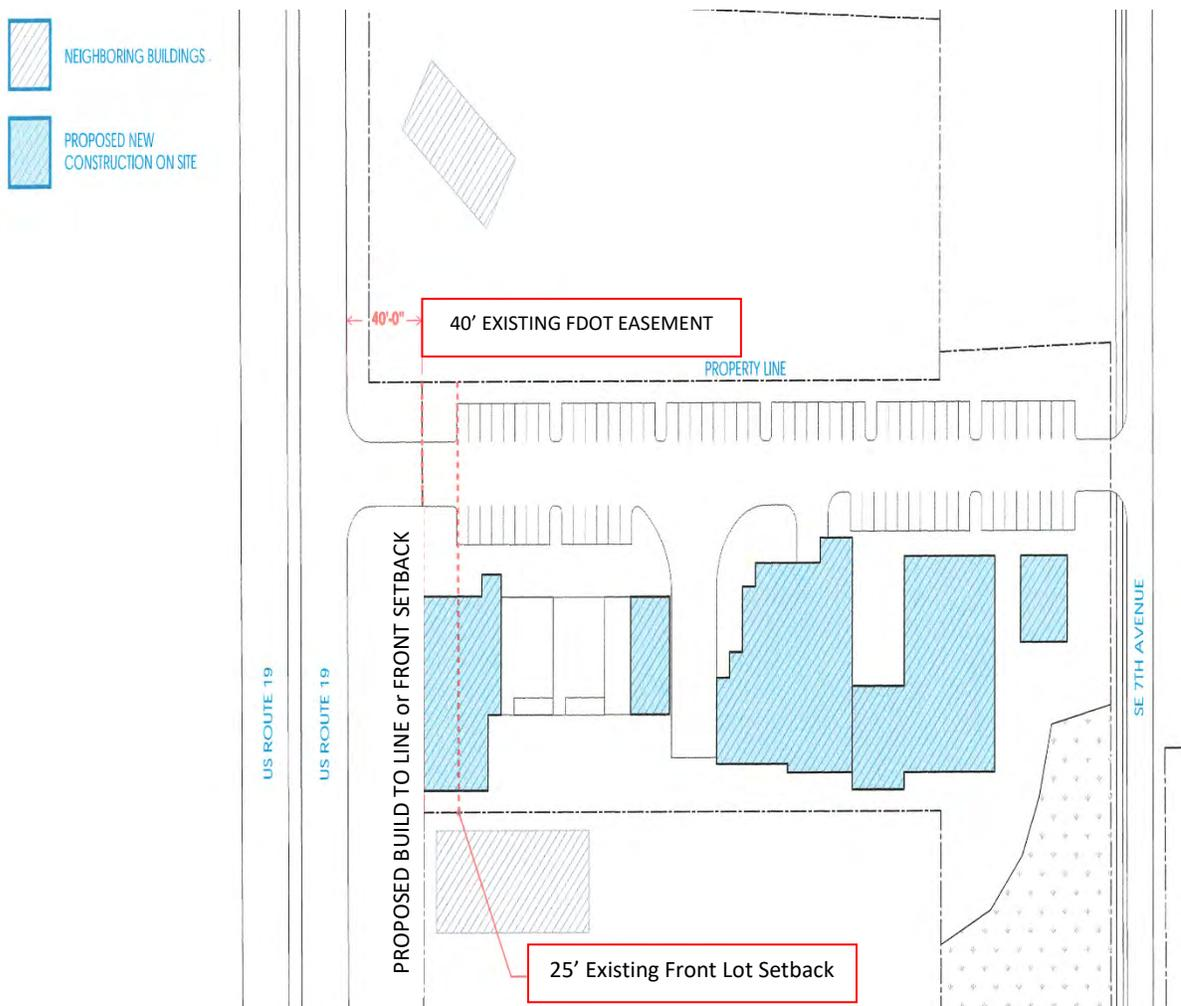 NEIGHBORING BUILDINGS
PROPOSED NEW
CONSTRUCTION ON SITE
40'-0"
40’ EXISTING FDOT EASEMENT
PROPERTY LINE
PROPOSED BUILD TO LINE or FRONT SETBACK
US ROUTE 19
US ROUTE 19
SE 7TH AVENUE
25’ Existing Front Lot Setback